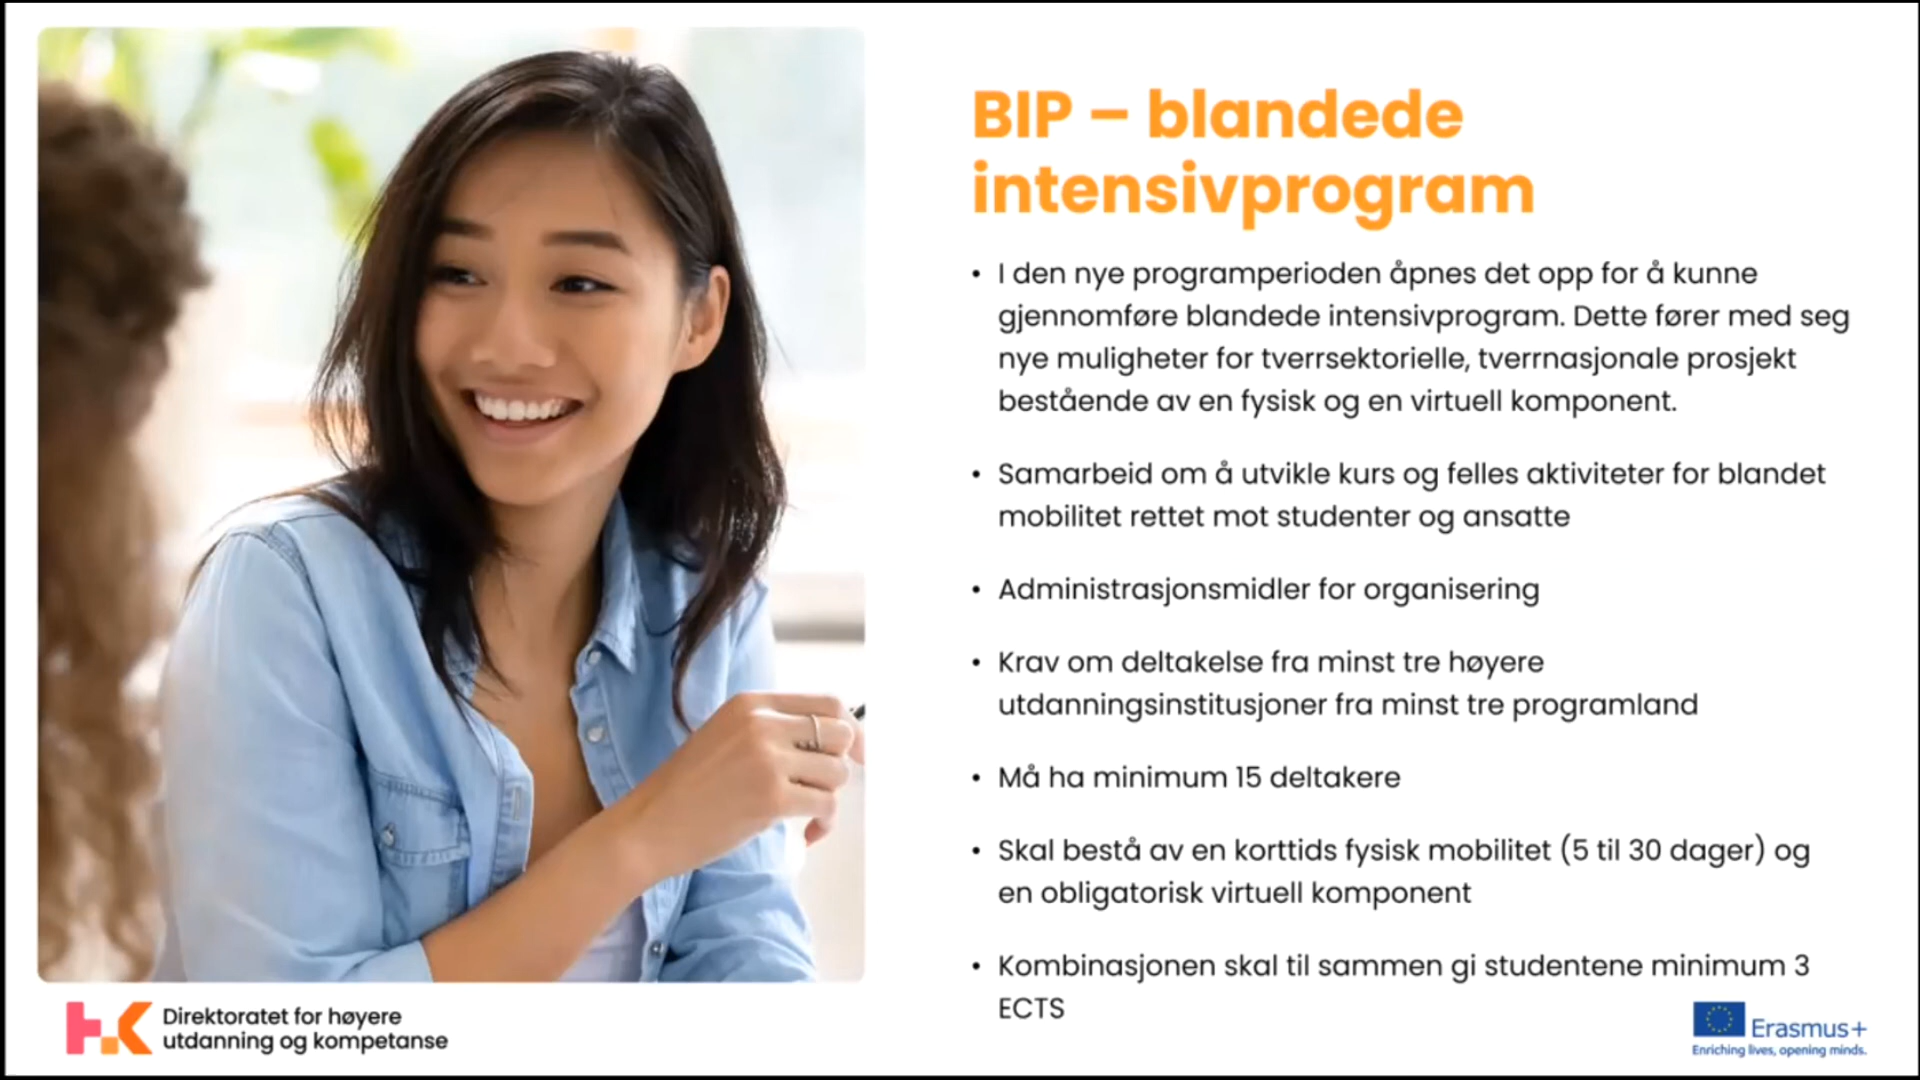 BIP – blandede
intensivprogram
• I den nye programperioden åpnes det opp for å kunne
gjennomføre blandede intensivprogram. Dette fører med seg
nye muligheter for tverrsektorielle, tverrnasjonale prosjekt
bestående av en fysisk og en virtuell komponent.
• Samarbeid om å utvikle kurs og felles aktiviteter for blandet
mobilitet rettet mot studenter og ansatte
• Administrasjonsmidler for organisering
• Krav om deltakelse fra minst tre høyere
utdanningsinstitusjoner fra minst tre programland
• Må ha minimum 15 deltakere
• Skal bestå av en korttids fysisk mobilitet (5 til 30 dager) og
en obligatorisk virtuell komponent
• Kombinasjonen skal til sammen gi studentene minimum 3
ECTS
HK
Direktoratet for høyere
utdanning og kompetanse
Erasmus+
Enriching lives, opening minds.